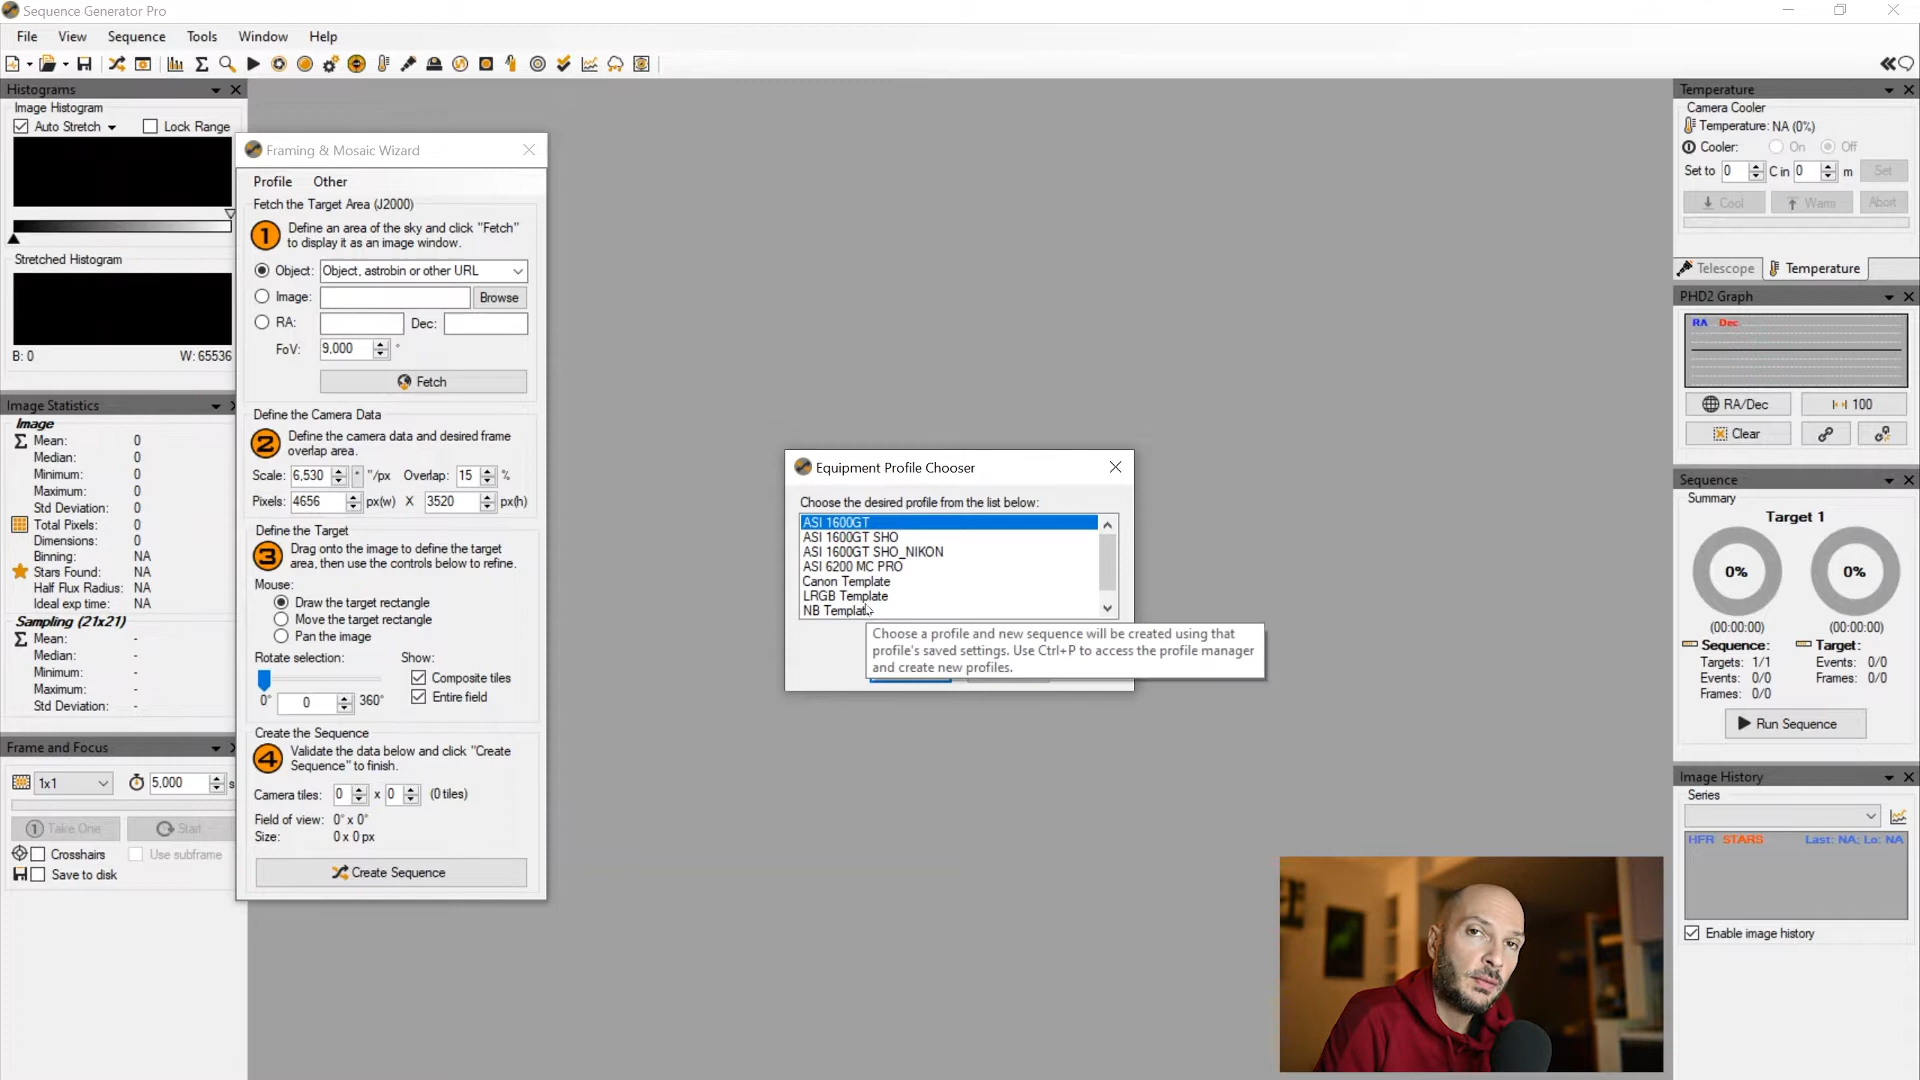 Sequence Generator Pro
File View Sequence Tools Window Help
Histograms
Image Histogram
Auto Stretch Lock Range
Stretched Histogram
B: 0 W: 65536
Image Statistics
Image
Mean: 0
Median: 0
Minimum: 0
Maximum: 0
Std Deviation: 0
Total Pixels: 0
Dimensions: 0
Binning: NA
Stars Found: NA
Half Flux Radius: NA
Ideal exp time: NA
Sampling (21x21)
Mean: -
Median: -
Minimum: -
Maximum: -
Std Deviation: -
Frame and Focus
1x1 5,000 s
Take One Start
Crosshairs Use subframe
Save to disk
Framing & Mosaic Wizard
Profile Other
Fetch the Target Area (J2000)
1 Define an area of the sky and click "Fetch"
to display it as an image window.
Object: Object, astrobin or other URL
Image: Browse
RA: Dec:
FoV: 9,000 °
Fetch
Define the Camera Data
2 Define the camera data and desired frame
overlap area.
Scale: 6,530 * "/px Overlap: 15 %
Pixels: 4656 px(w) X 3520 px(h)
Define the Target
3 Drag onto the image to define the target
area, then use the controls below to refine.
Mouse:
Draw the target rectangle
Move the target rectangle
Pan the image
Rotate selection: Show:
Composite tiles
0° 0 360° Entire field
Create the Sequence
4 Validate the data below and click "Create
Sequence" to finish.
Camera tiles: 0 x 0 (0 tiles)
Field of view: 0° x 0°
Size: 0 x 0 px
Create Sequence
Equipment Profile Chooser
Choose the desired profile from the list below:
ASI 1600GT
ASI 1600GT SHO
ASI 1600GT SHO_NIKON
ASI 6200 MC PRO
Canon Template
LRGB Template
NB Template
Choose a profile and new sequence will be created using that
profile's saved settings. Use Ctrl+P to access the profile manager
and create new profiles.
Temperature
Camera Cooler
Temperature: NA (0%)
Cooler: On Off
Set to 0 C in 0 m Set
Cool Warm Abort
Telescope Temperature
PHD2 Graph
RA Dec
RA/Dec 100
Clear
Sequence
Summary
Target 1
0% 0%
(00:00:00) (00:00:00)
Sequence: Target:
Targets: 1/1 Events: 0/0
Events: 0/0 Frames: 0/0
Frames: 0/0
Run Sequence
Image History
Series
HFR STARS Last: NA; Lo: NA
Enable image history